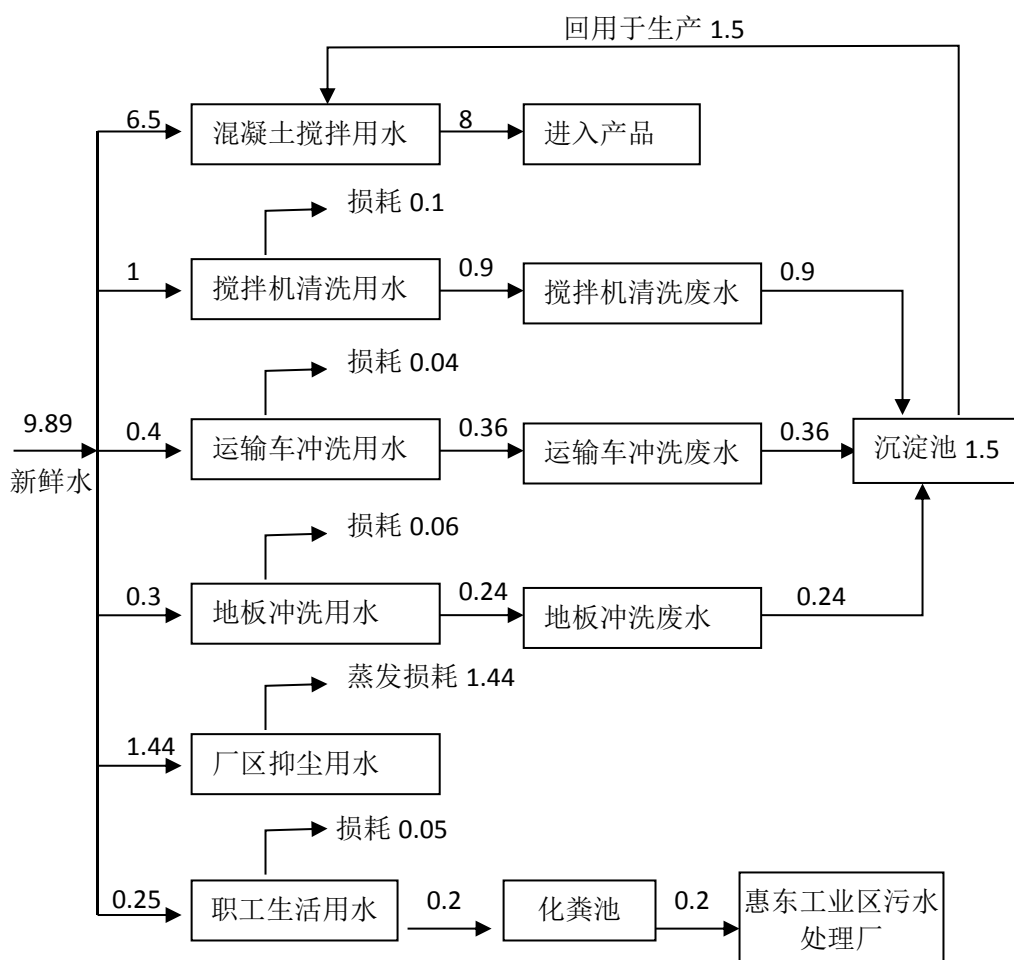 回用于生产 1.5
6.5
混凝土搅拌用水
8
进入产品
损耗 0.1
1
搅拌机清洗用水
0.9
搅拌机清洗废水
0.9
损耗 0.04
9.89
新鲜水
0.4
运输车冲洗用水
0.36
运输车冲洗废水
0.36
沉淀池 1.5
损耗 0.06
0.3
地板冲洗用水
0.24
地板冲洗废水
0.24
蒸发损耗 1.44
1.44
厂区抑尘用水
损耗 0.05
0.25
职工生活用水
0.2
化粪池
0.2
惠东工业区污水
处理厂